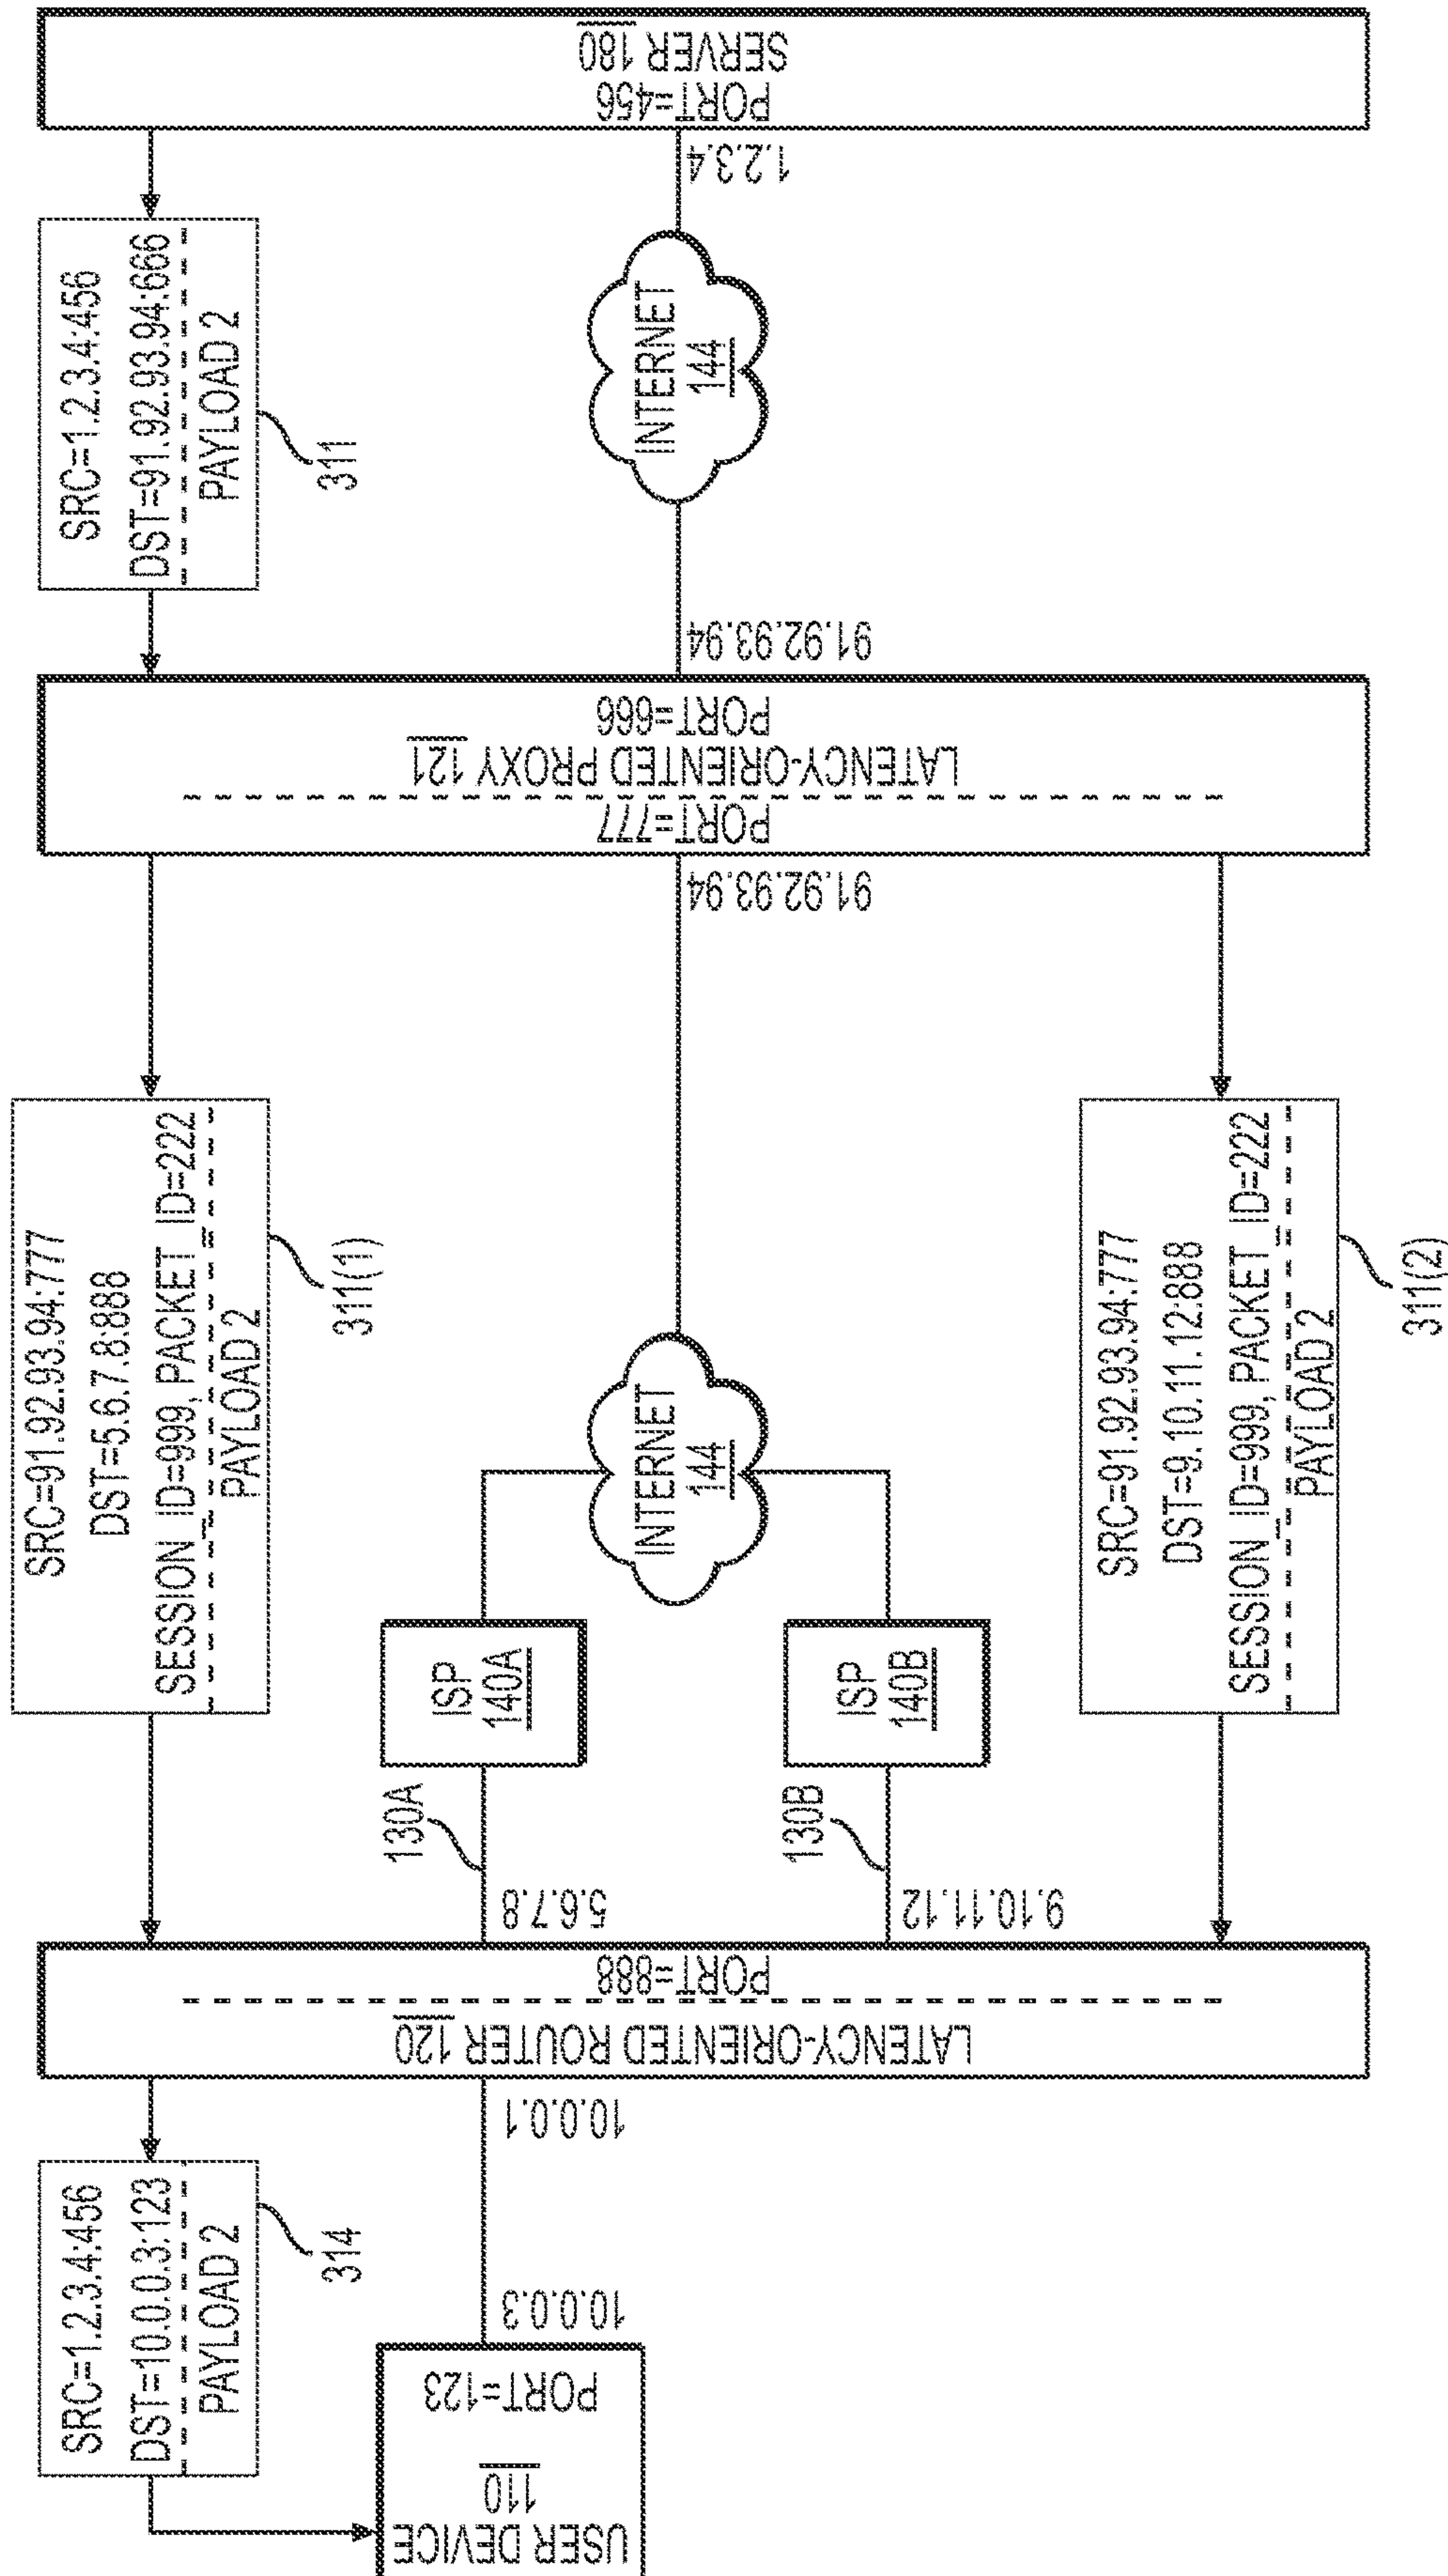 SRC=1.2.3.4:456
DST=10.0.0.3:123
PAYLOAD 2
314
USER DEVICE
110
PORT=123
10.0.0.3
10.0.0.1
LATENCY-ORIENTED ROUTER 120
PORT=888
5.6.7.8
9.10.11.12
130A
130B
ISP
140A
ISP
140B
SRC=91.92.93.94:777
DST=5.6.7.8:888
SESSION_ID=999, PACKET_ID=222
PAYLOAD 2
311(1)
INTERNET
144
SRC=91.92.93.94:777
DST=9.10.11.12:888
SESSION_ID=999, PACKET_ID=222
PAYLOAD 2
311(2)
91.92.93.94
PORT=777
LATENCY-ORIENTED PROXY 121
PORT=666
91.92.93.94
SRC=1.2.3.4:456
DST=91.92.93.94:666
PAYLOAD 2
311
INTERNET
144
1.2.3.4
PORT=456
SERVER 180